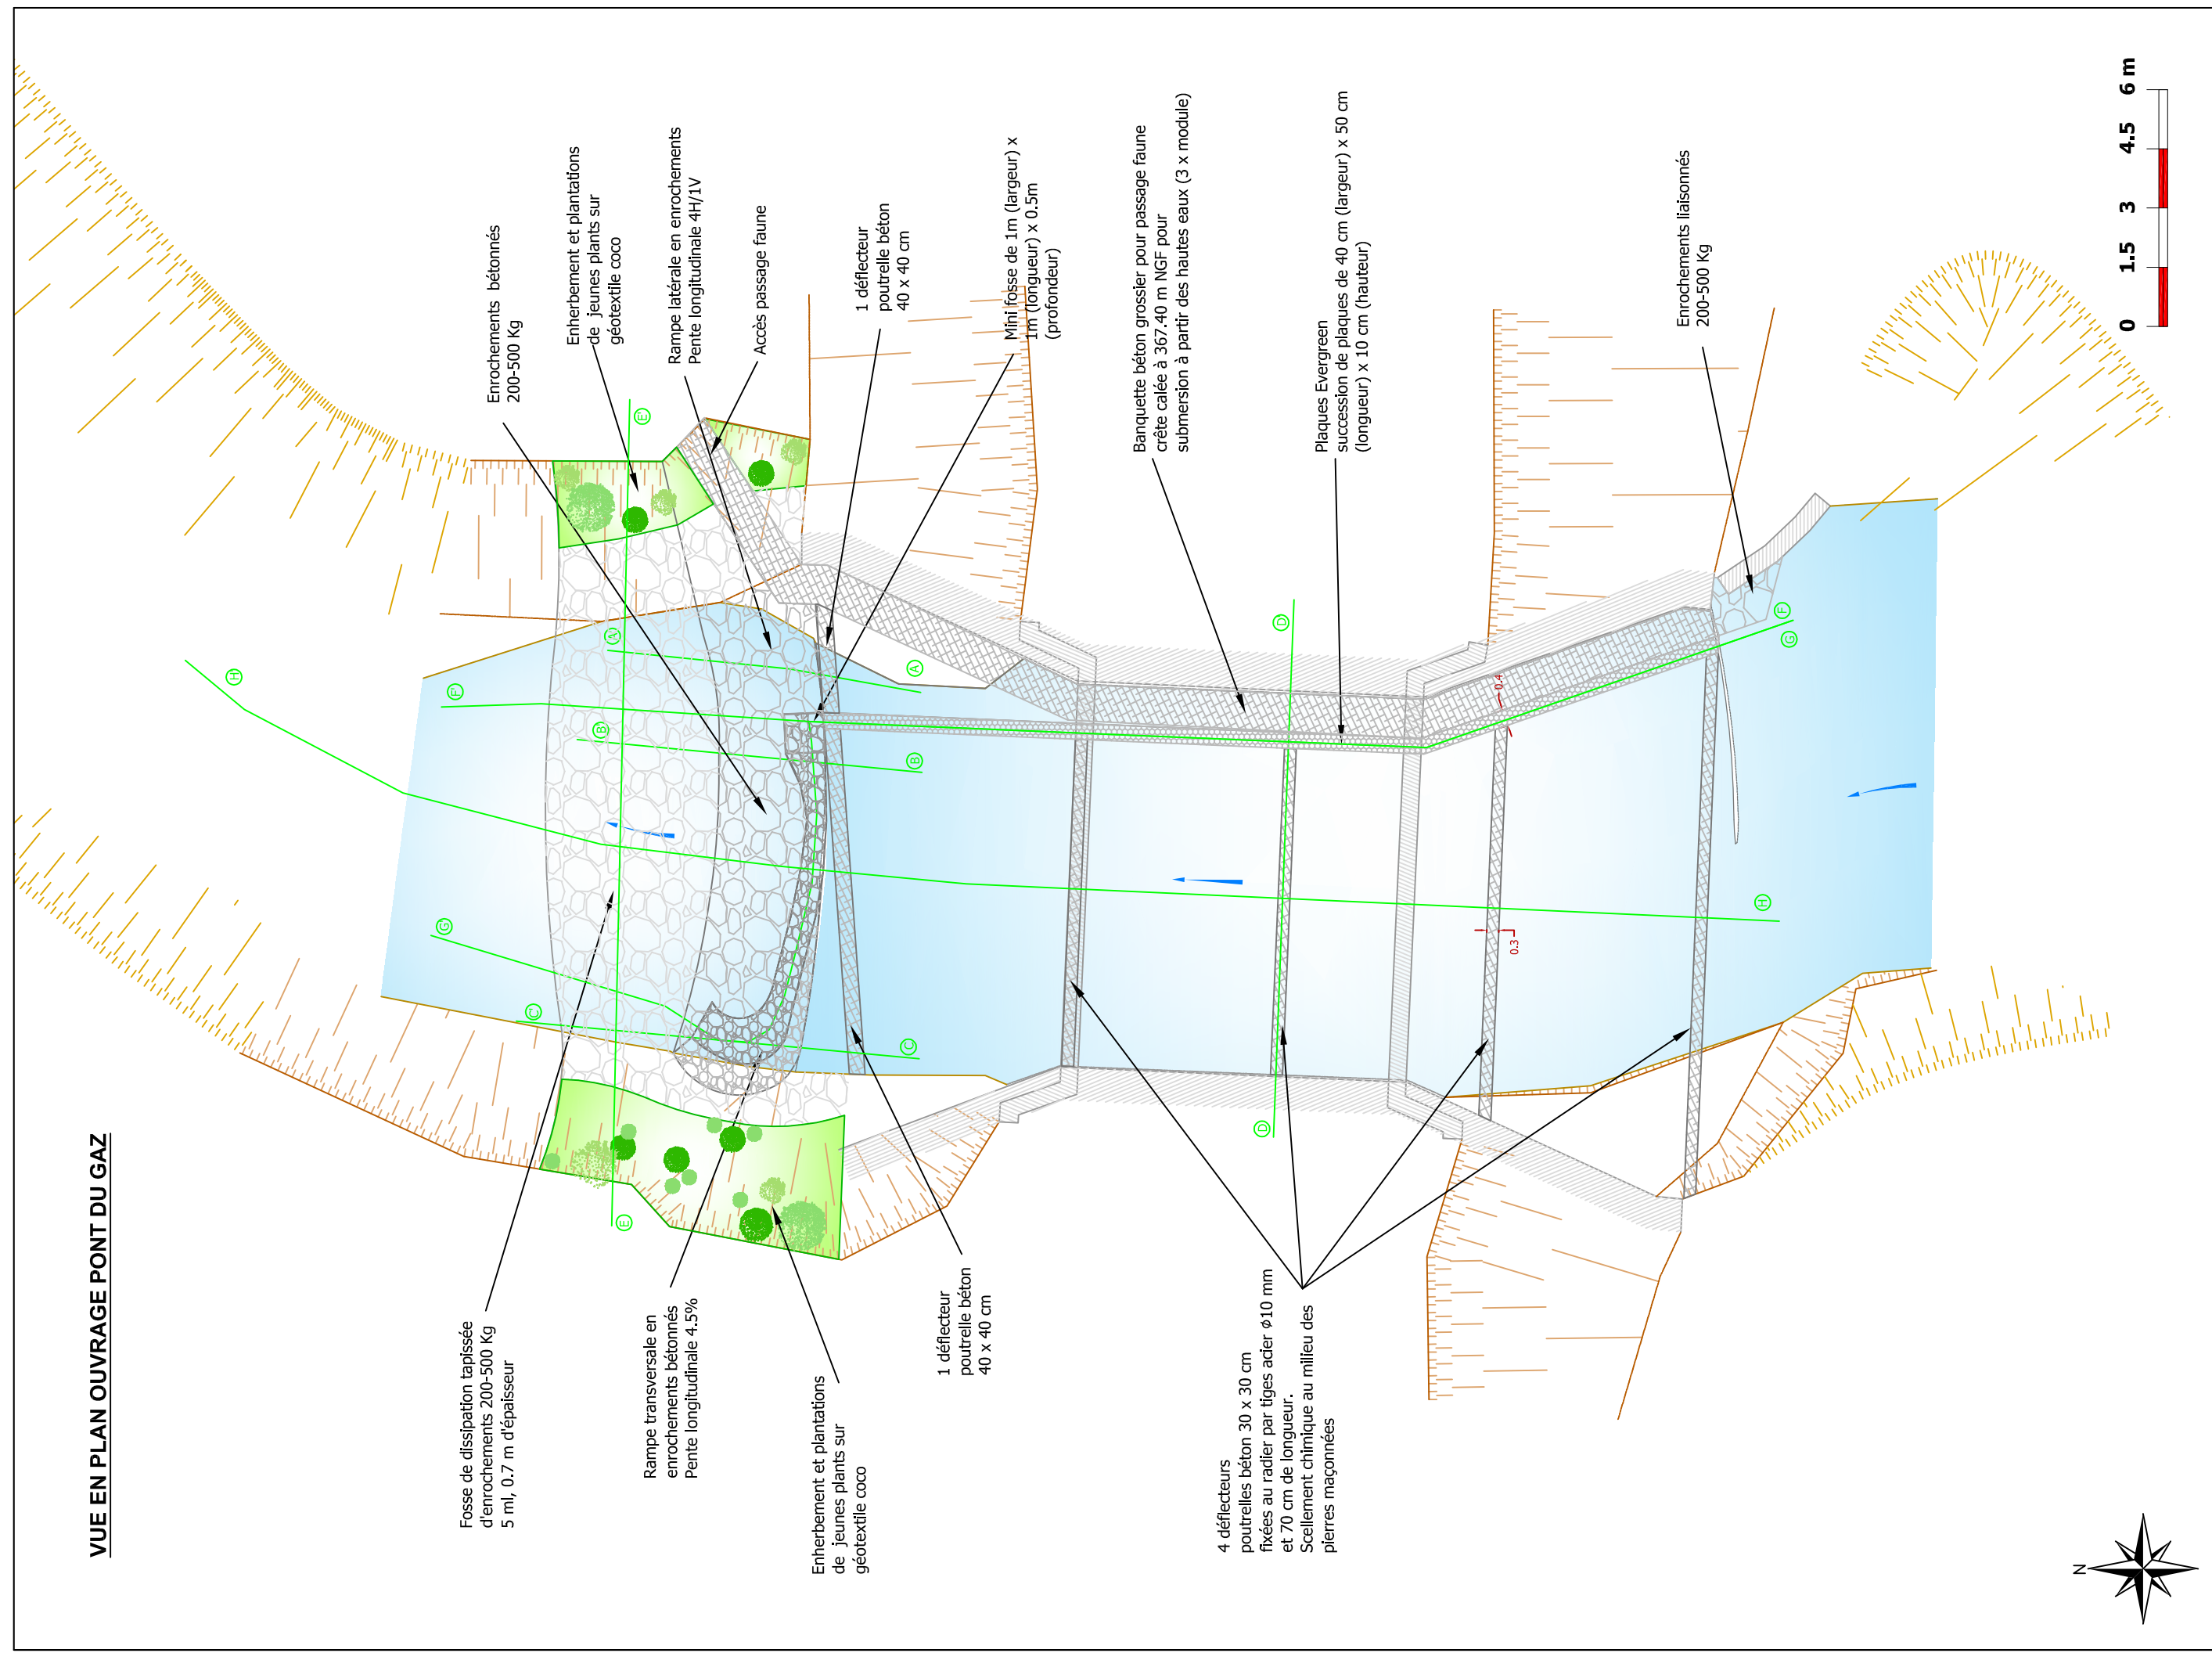 VUE EN PLAN OUVRAGE PONT DU GAZ
Enrochements bétonnés
200-500 Kg
Enherbement et plantations
de jeunes plants sur
géotextile coco
Rampe latérale en enrochements
Pente longitudinale 4H/1V
Accès passage faune
1 déflecteur
poutrelle béton
40 x 40 cm
Mini fosse de 1m (largeur) x
1m (longueur) x 0.5m
(profondeur)
Banquette béton grossier pour passage faune
crête calée à 367.40 m NGF pour
submersion à partir des hautes eaux (3 x module)
Plaques Evergreen
succession de plaques de 40 cm (largeur) x 50 cm
(longueur) x 10 cm (hauteur)
Enrochements liaisonnés
200-500 Kg
Fosse de dissipation tapissée
d'enrochements 200-500 Kg
5 ml, 0.7 m d'épaisseur
Rampe transversale en
enrochements bétonnés
Pente longitudinale 4.5%
Enherbement et plantations
de jeunes plants sur
géotextile coco
1 déflecteur
poutrelle béton
40 x 40 cm
4 déflecteurs
poutrelles béton 30 x 30 cm
fixées au radier par tiges acier ⌀10 mm
et 70 cm de longueur.
Scellement chimique au milieu des
pierres maçonnées
H'
F'
G'
E'
A'
B'
C'
E
A
B
C
D'
D
F
G
H
0.4
0.3
0 1.5 3 4.5 6 m
N